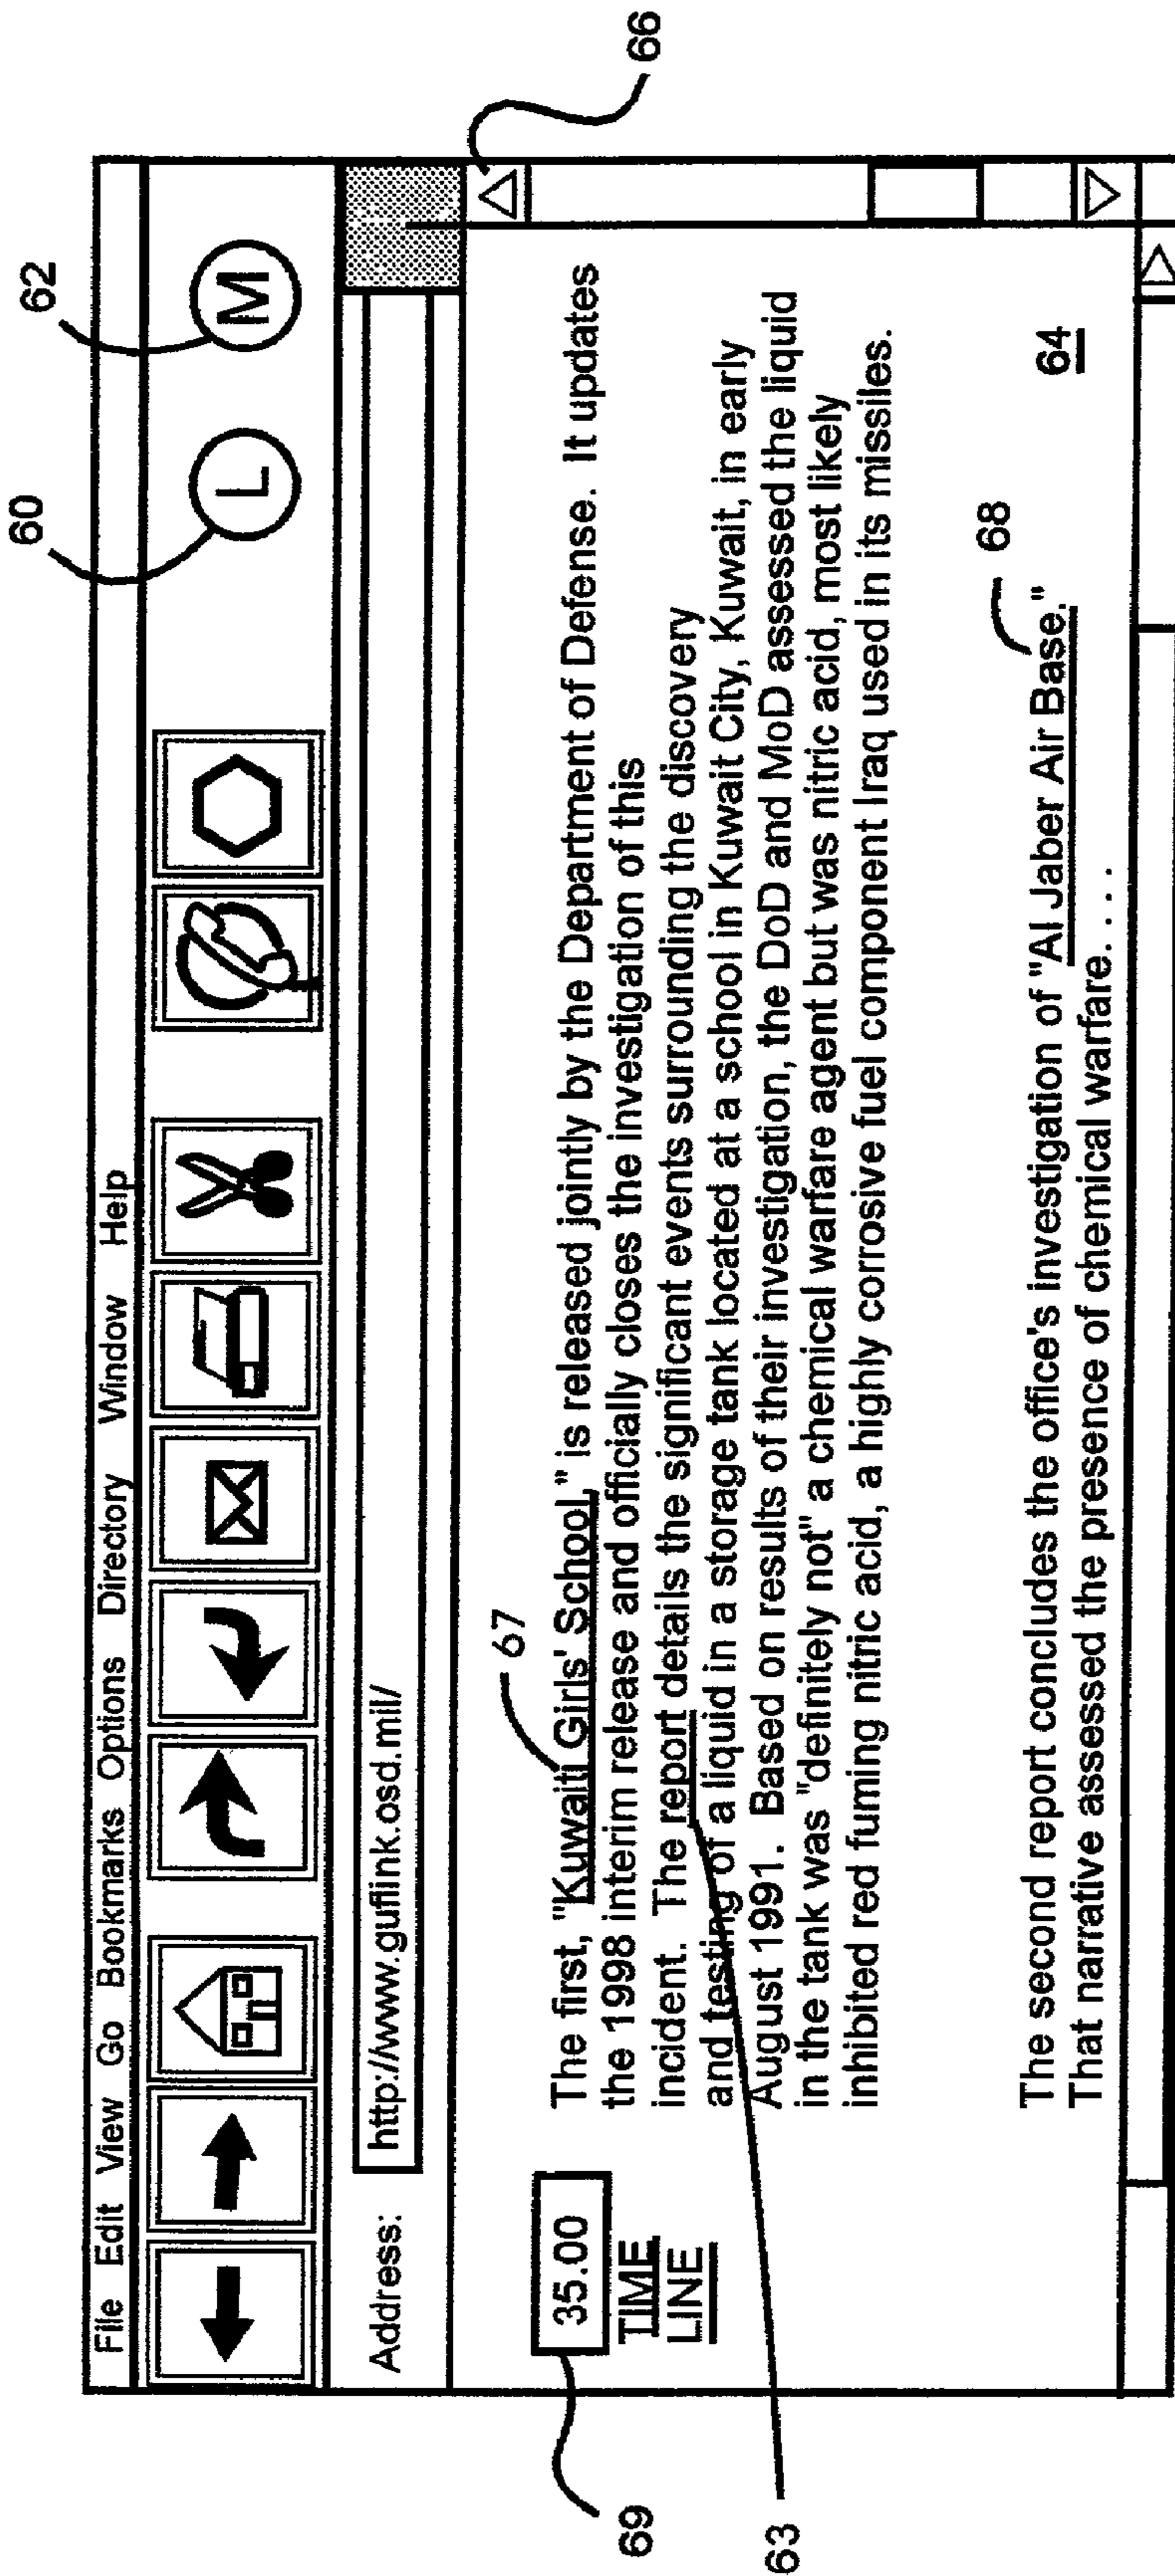 60
62
File Edit View Go Bookmarks Options Directory Window Help
L
M
Address:
http://www.guflink.osd.mil/
66
67
69
35.00
TIME
LINE
The first, "Kuwaiti Girls' School," is released jointly by the Department of Defense. It updates
the 1998 interim release and officially closes the investigation of this
incident. The report details the significant events surrounding the discovery
and testing of a liquid in a storage tank located at a school in Kuwait City, Kuwait, in early
August 1991. Based on results of their investigation, the DoD and MoD assessed the liquid
in the tank was "definitely not" a chemical warfare agent but was nitric acid, most likely
inhibited red fuming nitric acid, a highly corrosive fuel component Iraq used in its missiles.
63
68
64
The second report concludes the office's investigation of "Al Jaber Air Base."
That narrative assessed the presence of chemical warfare. . . .